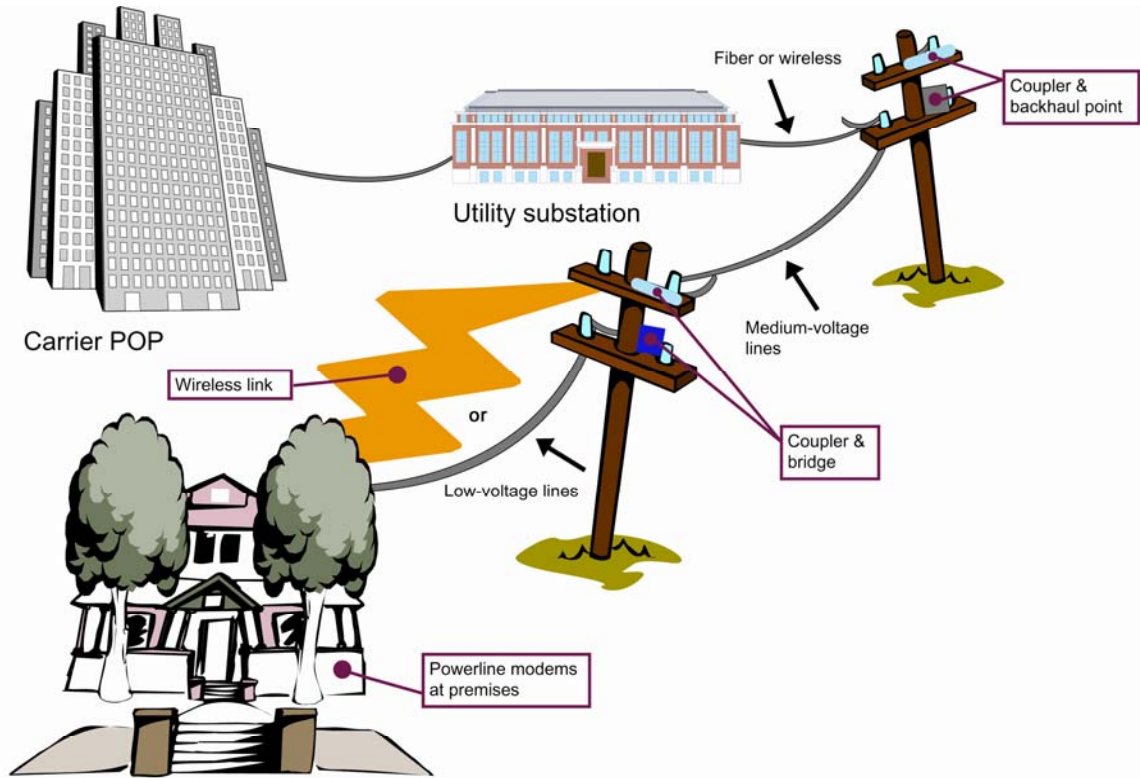 Fiber or wireless
Coupler &
backhaul point
Utility substation
Carrier POP
Medium-voltage
lines
Wireless link
or
Coupler &
bridge
Low-voltage lines
Powerline modems
at premises